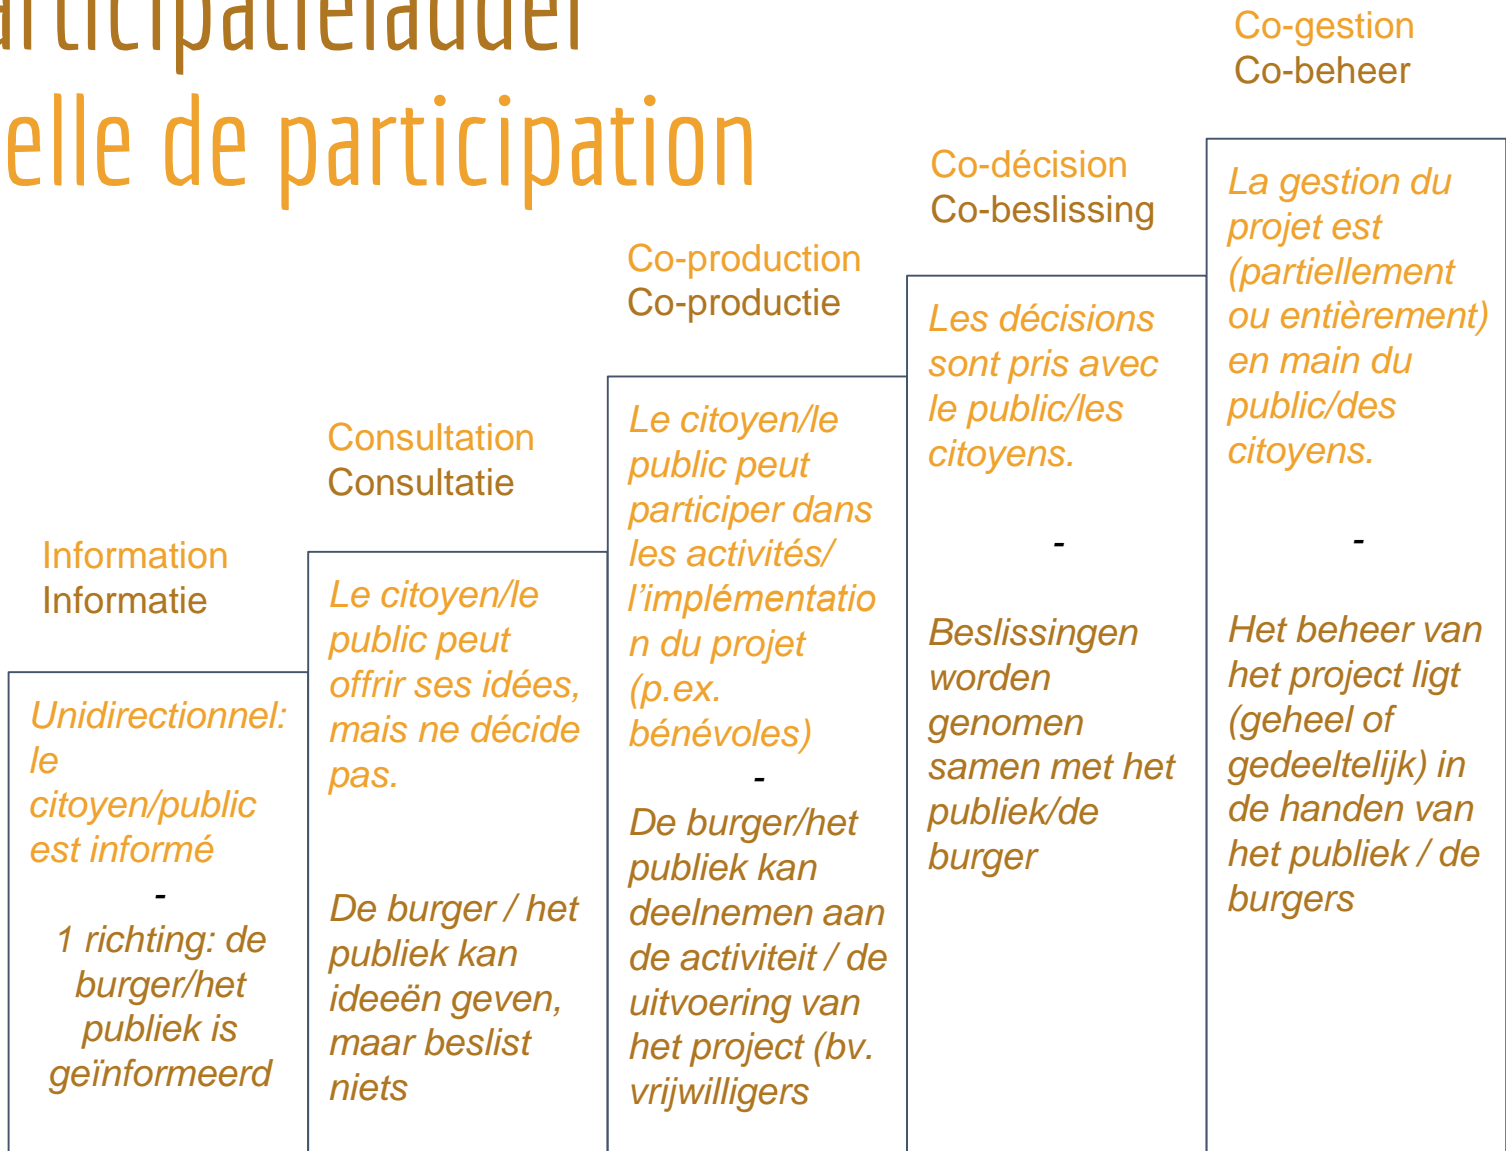 articipatieladder
elle de participation
Information
Informatie
Unidirectionnel:
le
citoyen/public
est informé
-
1 richting: de
burger/het
publiek is
geïnformeerd
Consultation
Consultatie
Le citoyen/le
public peut
offrir ses idées,
mais ne décide
pas.
De burger / het
publiek kan
ideeën geven,
maar beslist
niets
Co-production
Co-productie
Le citoyen/le
public peut
participer dans
les activités/
l’implémentatio
n du projet
(p.ex.
bénévoles)
-
De burger/het
publiek kan
deelnemen aan
de activiteit / de
uitvoering van
het project (bv.
vrijwilligers
Co-décision
Co-beslissing
Les décisions
sont pris avec
le public/les
citoyens.
-
Beslissingen
worden
genomen
samen met het
publiek/de
burger
Co-gestion
Co-beheer
La gestion du
projet est
(partiellement
ou entièrement)
en main du
public/des
citoyens.
-
Het beheer van
het project ligt
(geheel of
gedeeltelijk) in
de handen van
het publiek / de
burgers